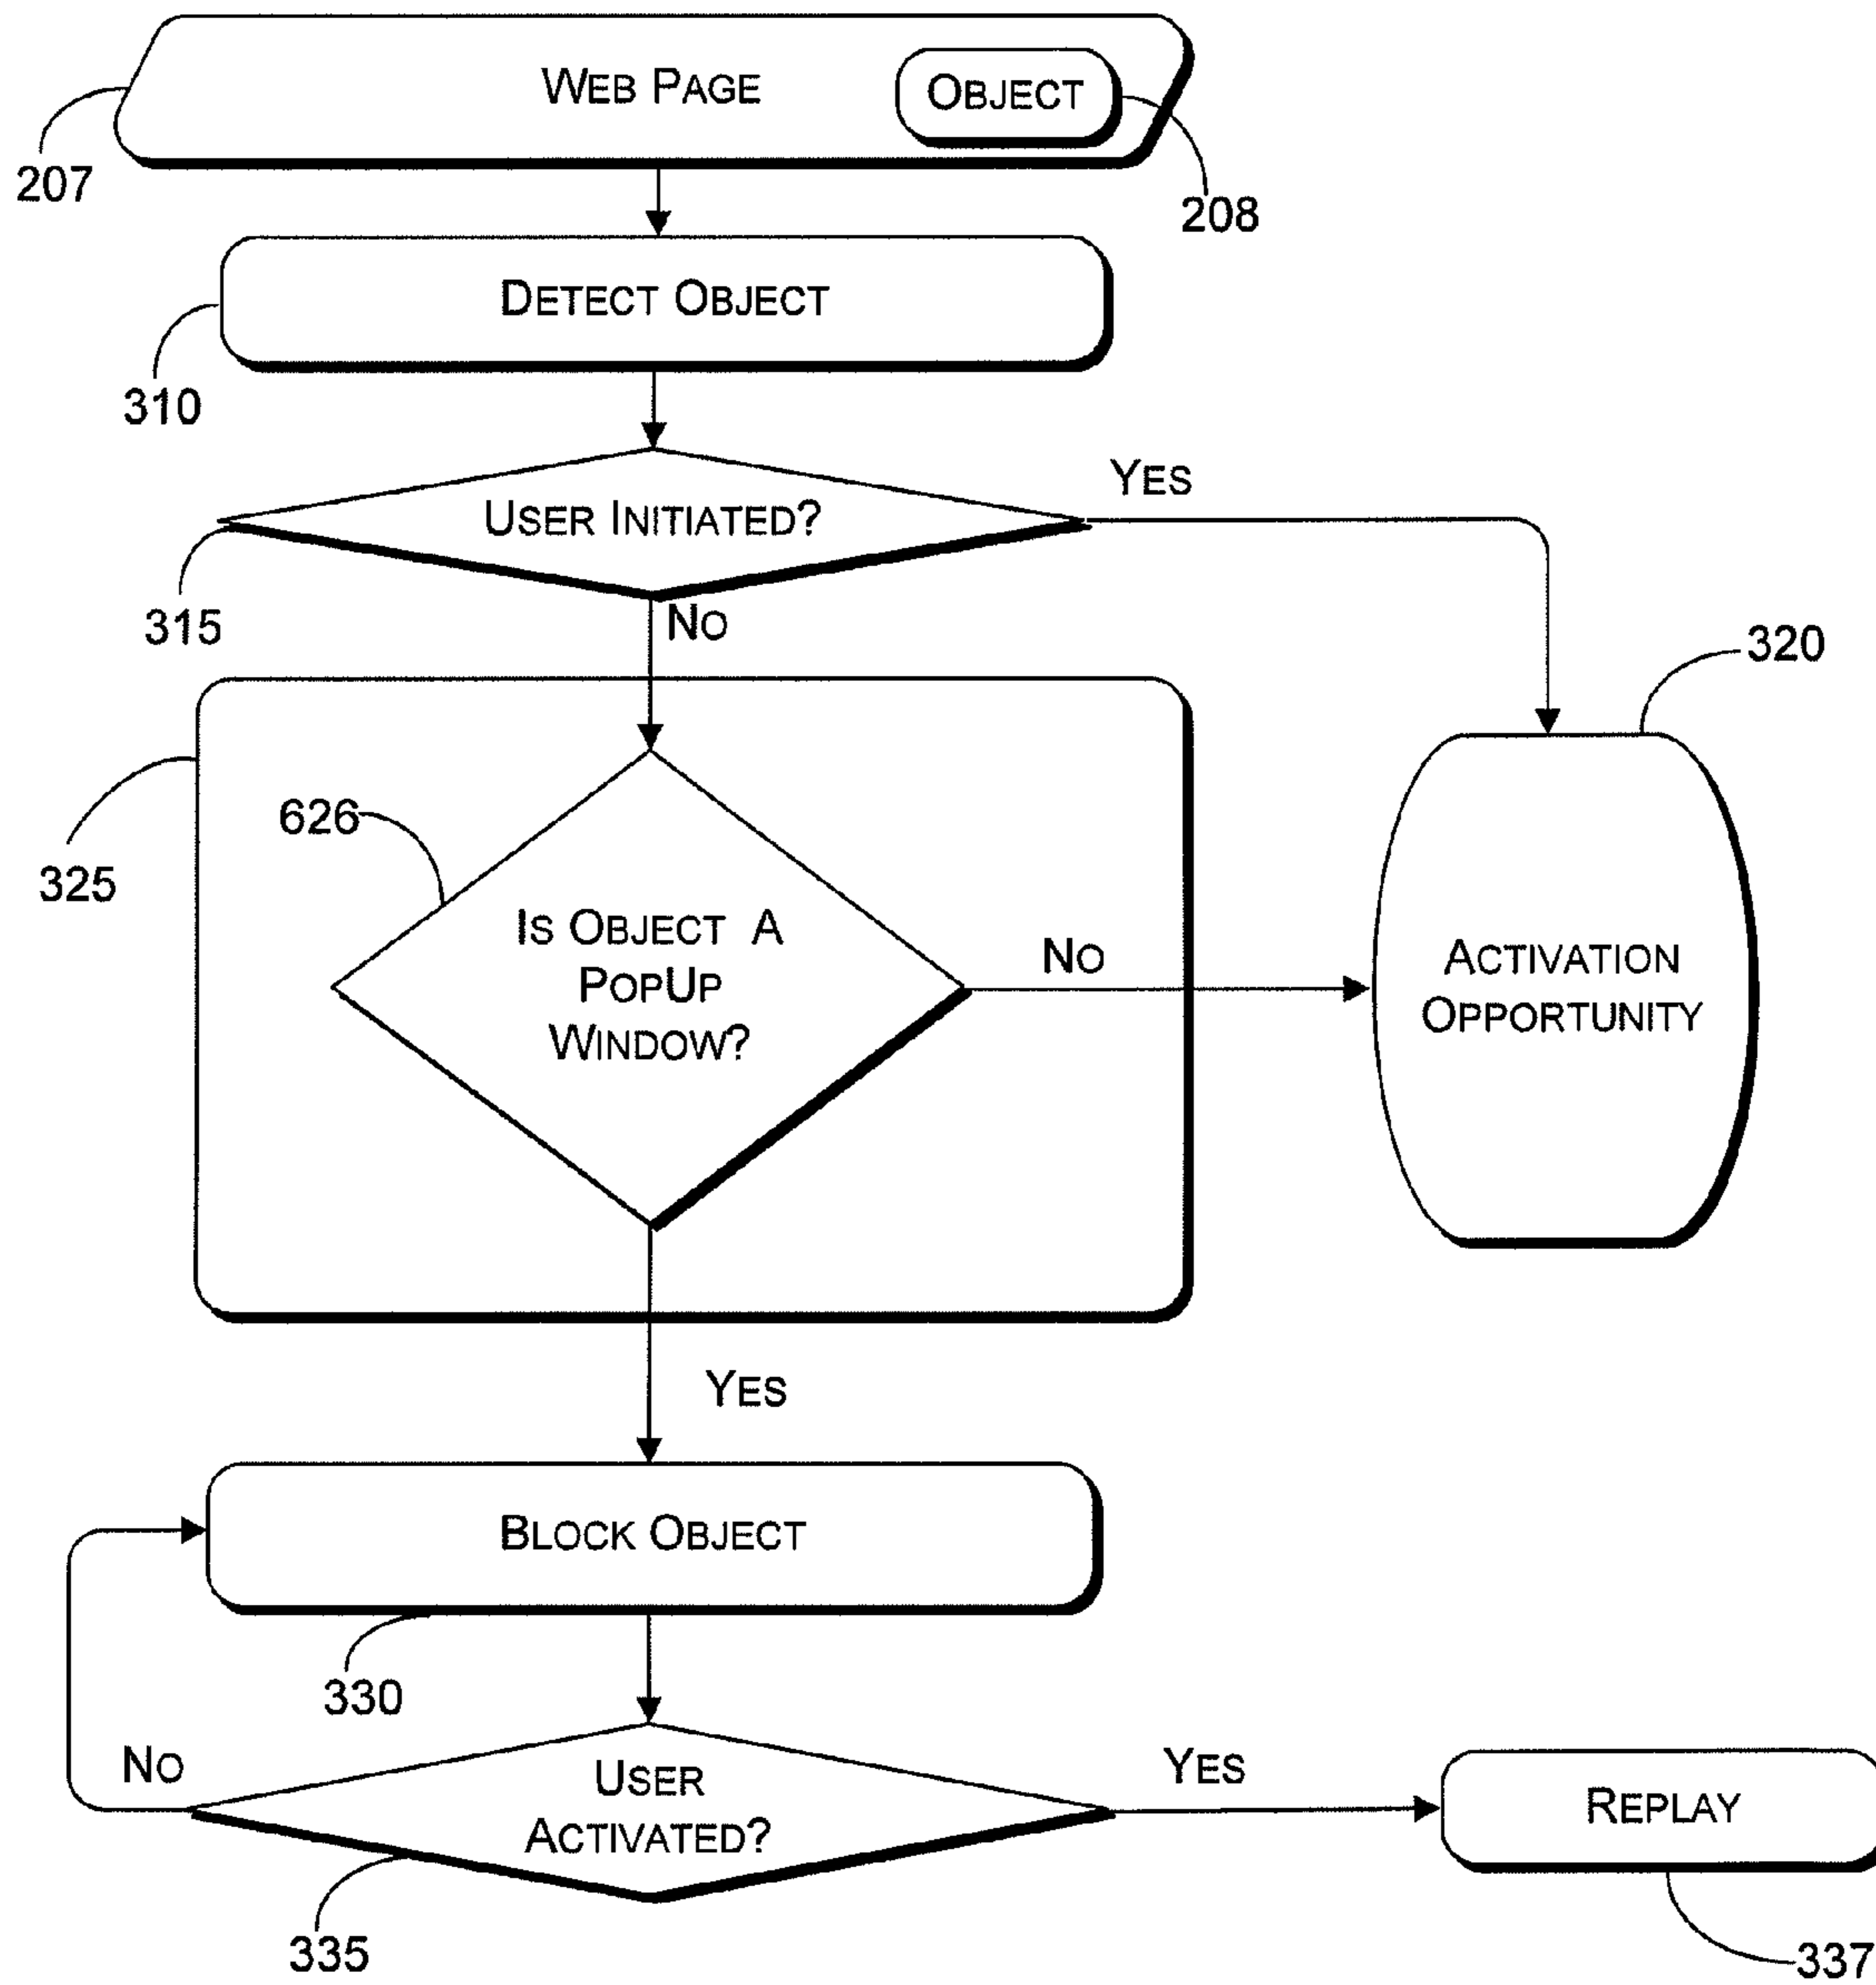 WEB PAGE
OBJECT
207
208
DETECT OBJECT
310
USER INITIATED?
YES
315
NO
320
325
626
IS OBJECT A
POPUP
WINDOW?
NO
ACTIVATION
OPPORTUNITY
YES
BLOCK OBJECT
330
NO
USER
ACTIVATED?
YES
REPLAY
335
337